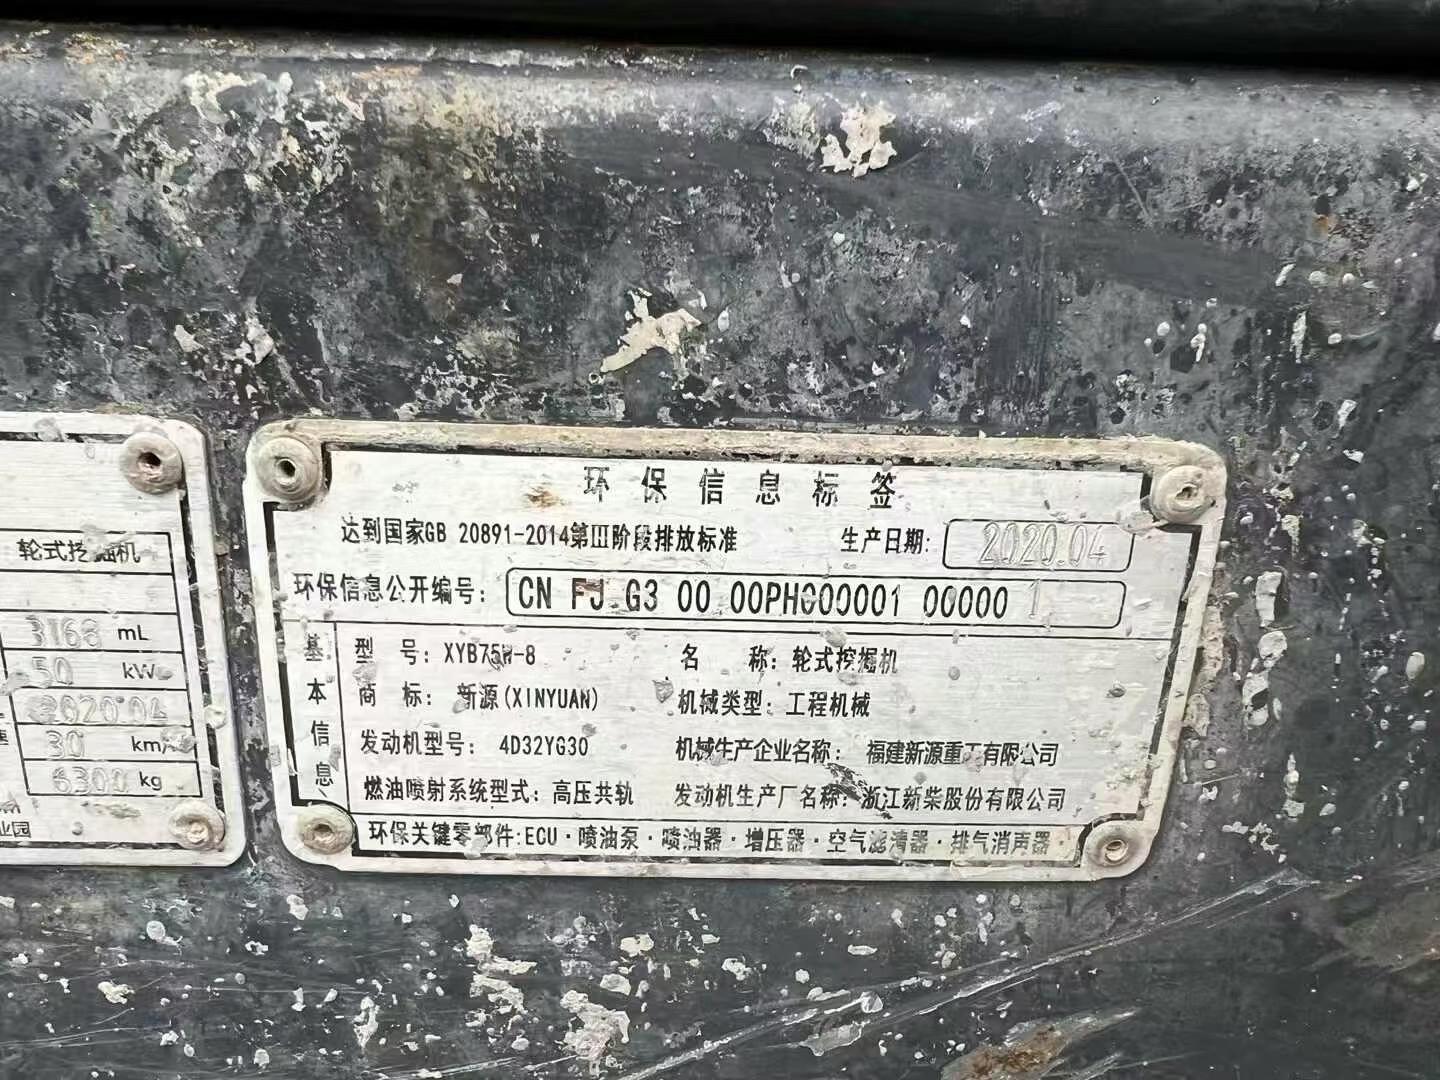 轮式挖掘机
3168 mL
50 kW
2020.04
30 km/
6300 kg
业园
环保信息标签
达到国家GB 20891-2014第Ⅲ阶段排放标准 生产日期: 2020.04
环保信息公开编号: CN FJ G3 00 00PH000001 000001
基本信息
型 号: XYB75W-8 名 称: 轮式挖掘机
商 标: 新源(XINYUAN) 机械类型: 工程机械
发动机型号: 4D32YG30 机械生产企业名称: 福建新源重工有限公司
燃油喷射系统型式: 高压共轨 发动机生产厂名称: 浙江新柴股份有限公司
环保关键零部件:ECU·喷油泵·喷油器·增压器·空气滤清器·排气消声器